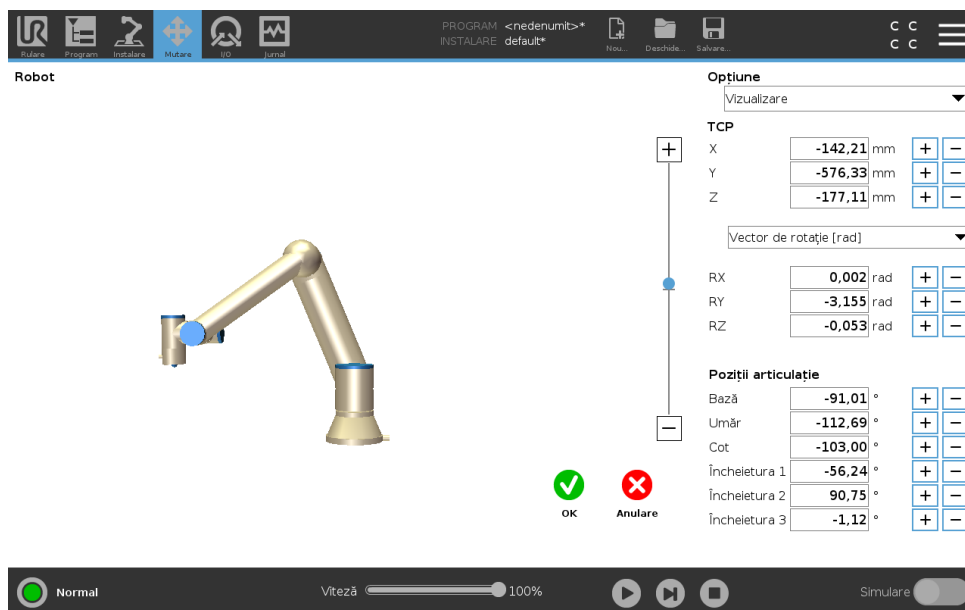 PROGRAM <nedenumit>*
INSTALARE default*
Rulare Program Instalare Mutare I/O Jurnal Nou... Deschide... Salvare...
C C
C C
Robot
Opțiune
Vizualizare
TCP
X -142,21 mm + −
Y -576,33 mm + −
Z -177,11 mm + −
Vector de rotație [rad]
RX 0,002 rad + −
RY -3,155 rad + −
RZ -0,053 rad + −
Poziții articulație
Bază -91,01 ° + −
Umăr -112,69 ° + −
Cot -103,00 ° + −
Încheietura 1 -56,24 ° + −
Încheietura 2 90,75 ° + −
Încheietura 3 -1,12 ° + −
OK Anulare
Normal Viteză 100% Simulare